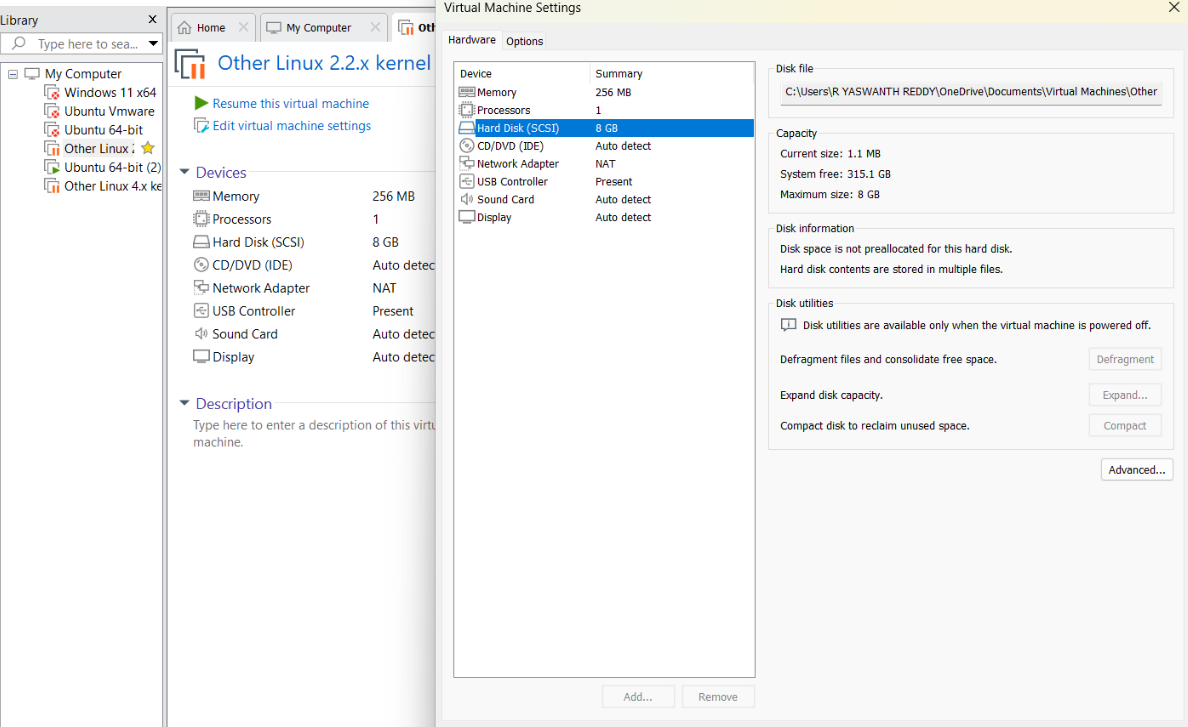 Library
Type here to sea...
My Computer
Windows 11 x64
Ubuntu Vmware
Ubuntu 64-bit
Other Linux
Ubuntu 64-bit (2)
Other Linux 4.x ke
Home
My Computer
Other Linux 2.2.x kernel
Resume this virtual machine
Edit virtual machine settings
Devices
Memory 256 MB
Processors 1
Hard Disk (SCSI) 8 GB
CD/DVD (IDE) Auto detec
Network Adapter NAT
USB Controller Present
Sound Card Auto detec
Display Auto detec
Description
Type here to enter a description of this virtu
machine.
Virtual Machine Settings
Hardware Options
Device Summary
Memory 256 MB
Processors 1
Hard Disk (SCSI) 8 GB
CD/DVD (IDE) Auto detect
Network Adapter NAT
USB Controller Present
Sound Card Auto detect
Display Auto detect
Add... Remove
Disk file
C:\Users\R YASWANTH REDDY\OneDrive\Documents\Virtual Machines\Other
Capacity
Current size: 1.1 MB
System free: 315.1 GB
Maximum size: 8 GB
Disk information
Disk space is not preallocated for this hard disk.
Hard disk contents are stored in multiple files.
Disk utilities
Disk utilities are available only when the virtual machine is powered off.
Defragment files and consolidate free space. Defragment
Expand disk capacity. Expand...
Compact disk to reclaim unused space. Compact
Advanced...